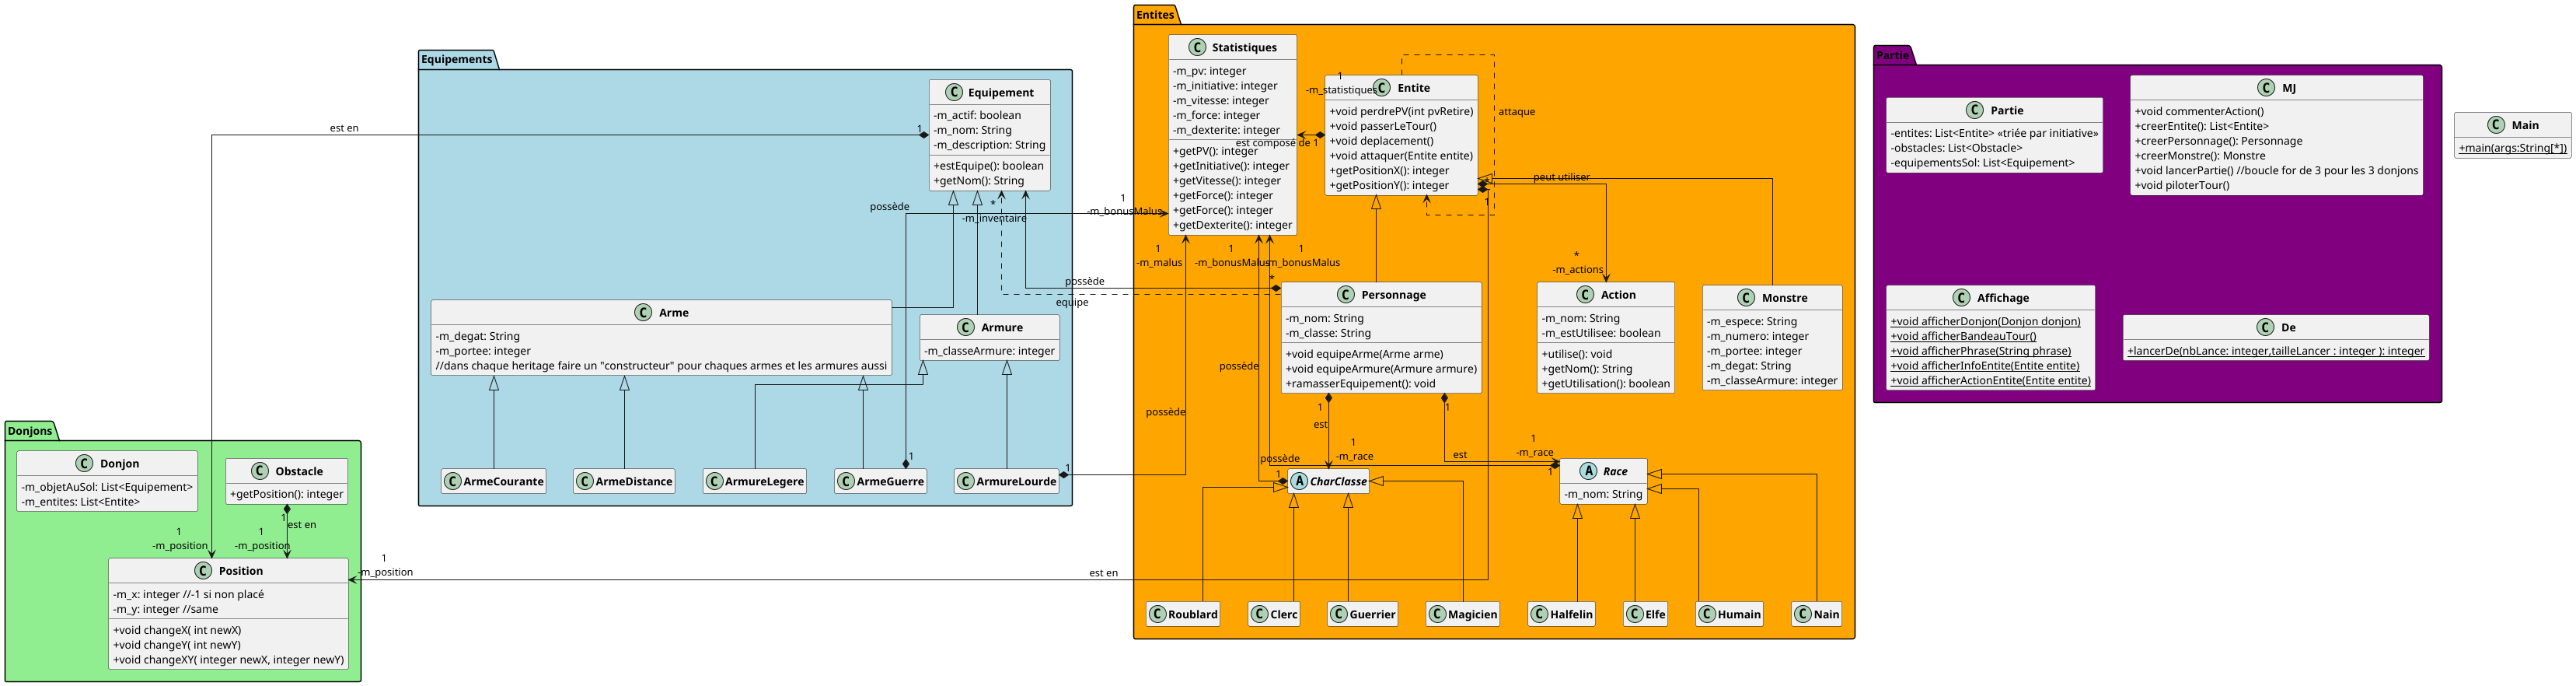 Entites
Statistiques
-m_pv: integer
-m_initiative: integer
-m_vitesse: integer
-m_force: integer
-m_dexterite: integer
+getPV(): integer
+getInitiative(): integer
+getVitesse(): integer
+getForce(): integer
+getForce(): integer
+getDexterite(): integer
1
-m_statistiques
est composé de 1
Entite
+void perdrePV(int pvRetire)
+void passerLeTour()
+void deplacement()
+void attaquer(Entite entite)
+getPositionX(): integer
+getPositionY(): integer
attaque
peut utiliser
*
1
Equipements
Equipement
-m_actif: boolean
-m_nom: String
-m_description: String
+estEquipe(): boolean
+getNom(): String
est en
1
possède
*
-m_inventaire
1
-m_bonusMalus
1
-m_malus
1
-m_bonusMalus
1
-m_bonusMalus
possède
*
equipe
*
-m_actions
Arme
-m_degat: String
-m_portee: integer
//dans chaque heritage faire un "constructeur" pour chaques armes et les armures aussi
Armure
-m_classeArmure: integer
Personnage
-m_nom: String
-m_classe: String
+void equipeArme(Arme arme)
+void equipeArmure(Armure armure)
+ramasserEquipement(): void
Action
-m_nom: String
-m_estUtilisee: boolean
+utilise(): void
+getNom(): String
+getUtilisation(): boolean
Monstre
-m_espece: String
-m_numero: integer
-m_portee: integer
-m_degat: String
-m_classeArmure: integer
possède
possède
1
est
1
-m_race
1
est
1
-m_race
possède
1
1
1
1
ArmeCourante
ArmeDistance
ArmureLegere
ArmeGuerre
ArmureLourde
CharClasse
Race
-m_nom: String
Roublard
Clerc
Guerrier
Magicien
Halfelin
Elfe
Humain
Nain
Donjons
Donjon
-m_objetAuSol: List<Equipement>
-m_entites: List<Entite>
Obstacle
+getPosition(): integer
1
est en
1
-m_position
1
-m_position
1
-m_position
est en
Position
-m_x: integer //-1 si non placé
-m_y: integer //same
+void changeX( int newX)
+void changeY( int newY)
+void changeXY( integer newX, integer newY)
Partie
Partie
-entites: List<Entite> «triée par initiative»
-obstacles: List<Obstacle>
-equipementsSol: List<Equipement>
MJ
+void commenterAction()
+creerEntite(): List<Entite>
+creerPersonnage(): Personnage
+creerMonstre(): Monstre
+void lancerPartie() //boucle for de 3 pour les 3 donjons
+void piloterTour()
Affichage
+void afficherDonjon(Donjon donjon)
+void afficherBandeauTour()
+void afficherPhrase(String phrase)
+void afficherInfoEntite(Entite entite)
+void afficherActionEntite(Entite entite)
De
+lancerDe(nbLance: integer,tailleLancer : integer ): integer
Main
+main(args:String[*])